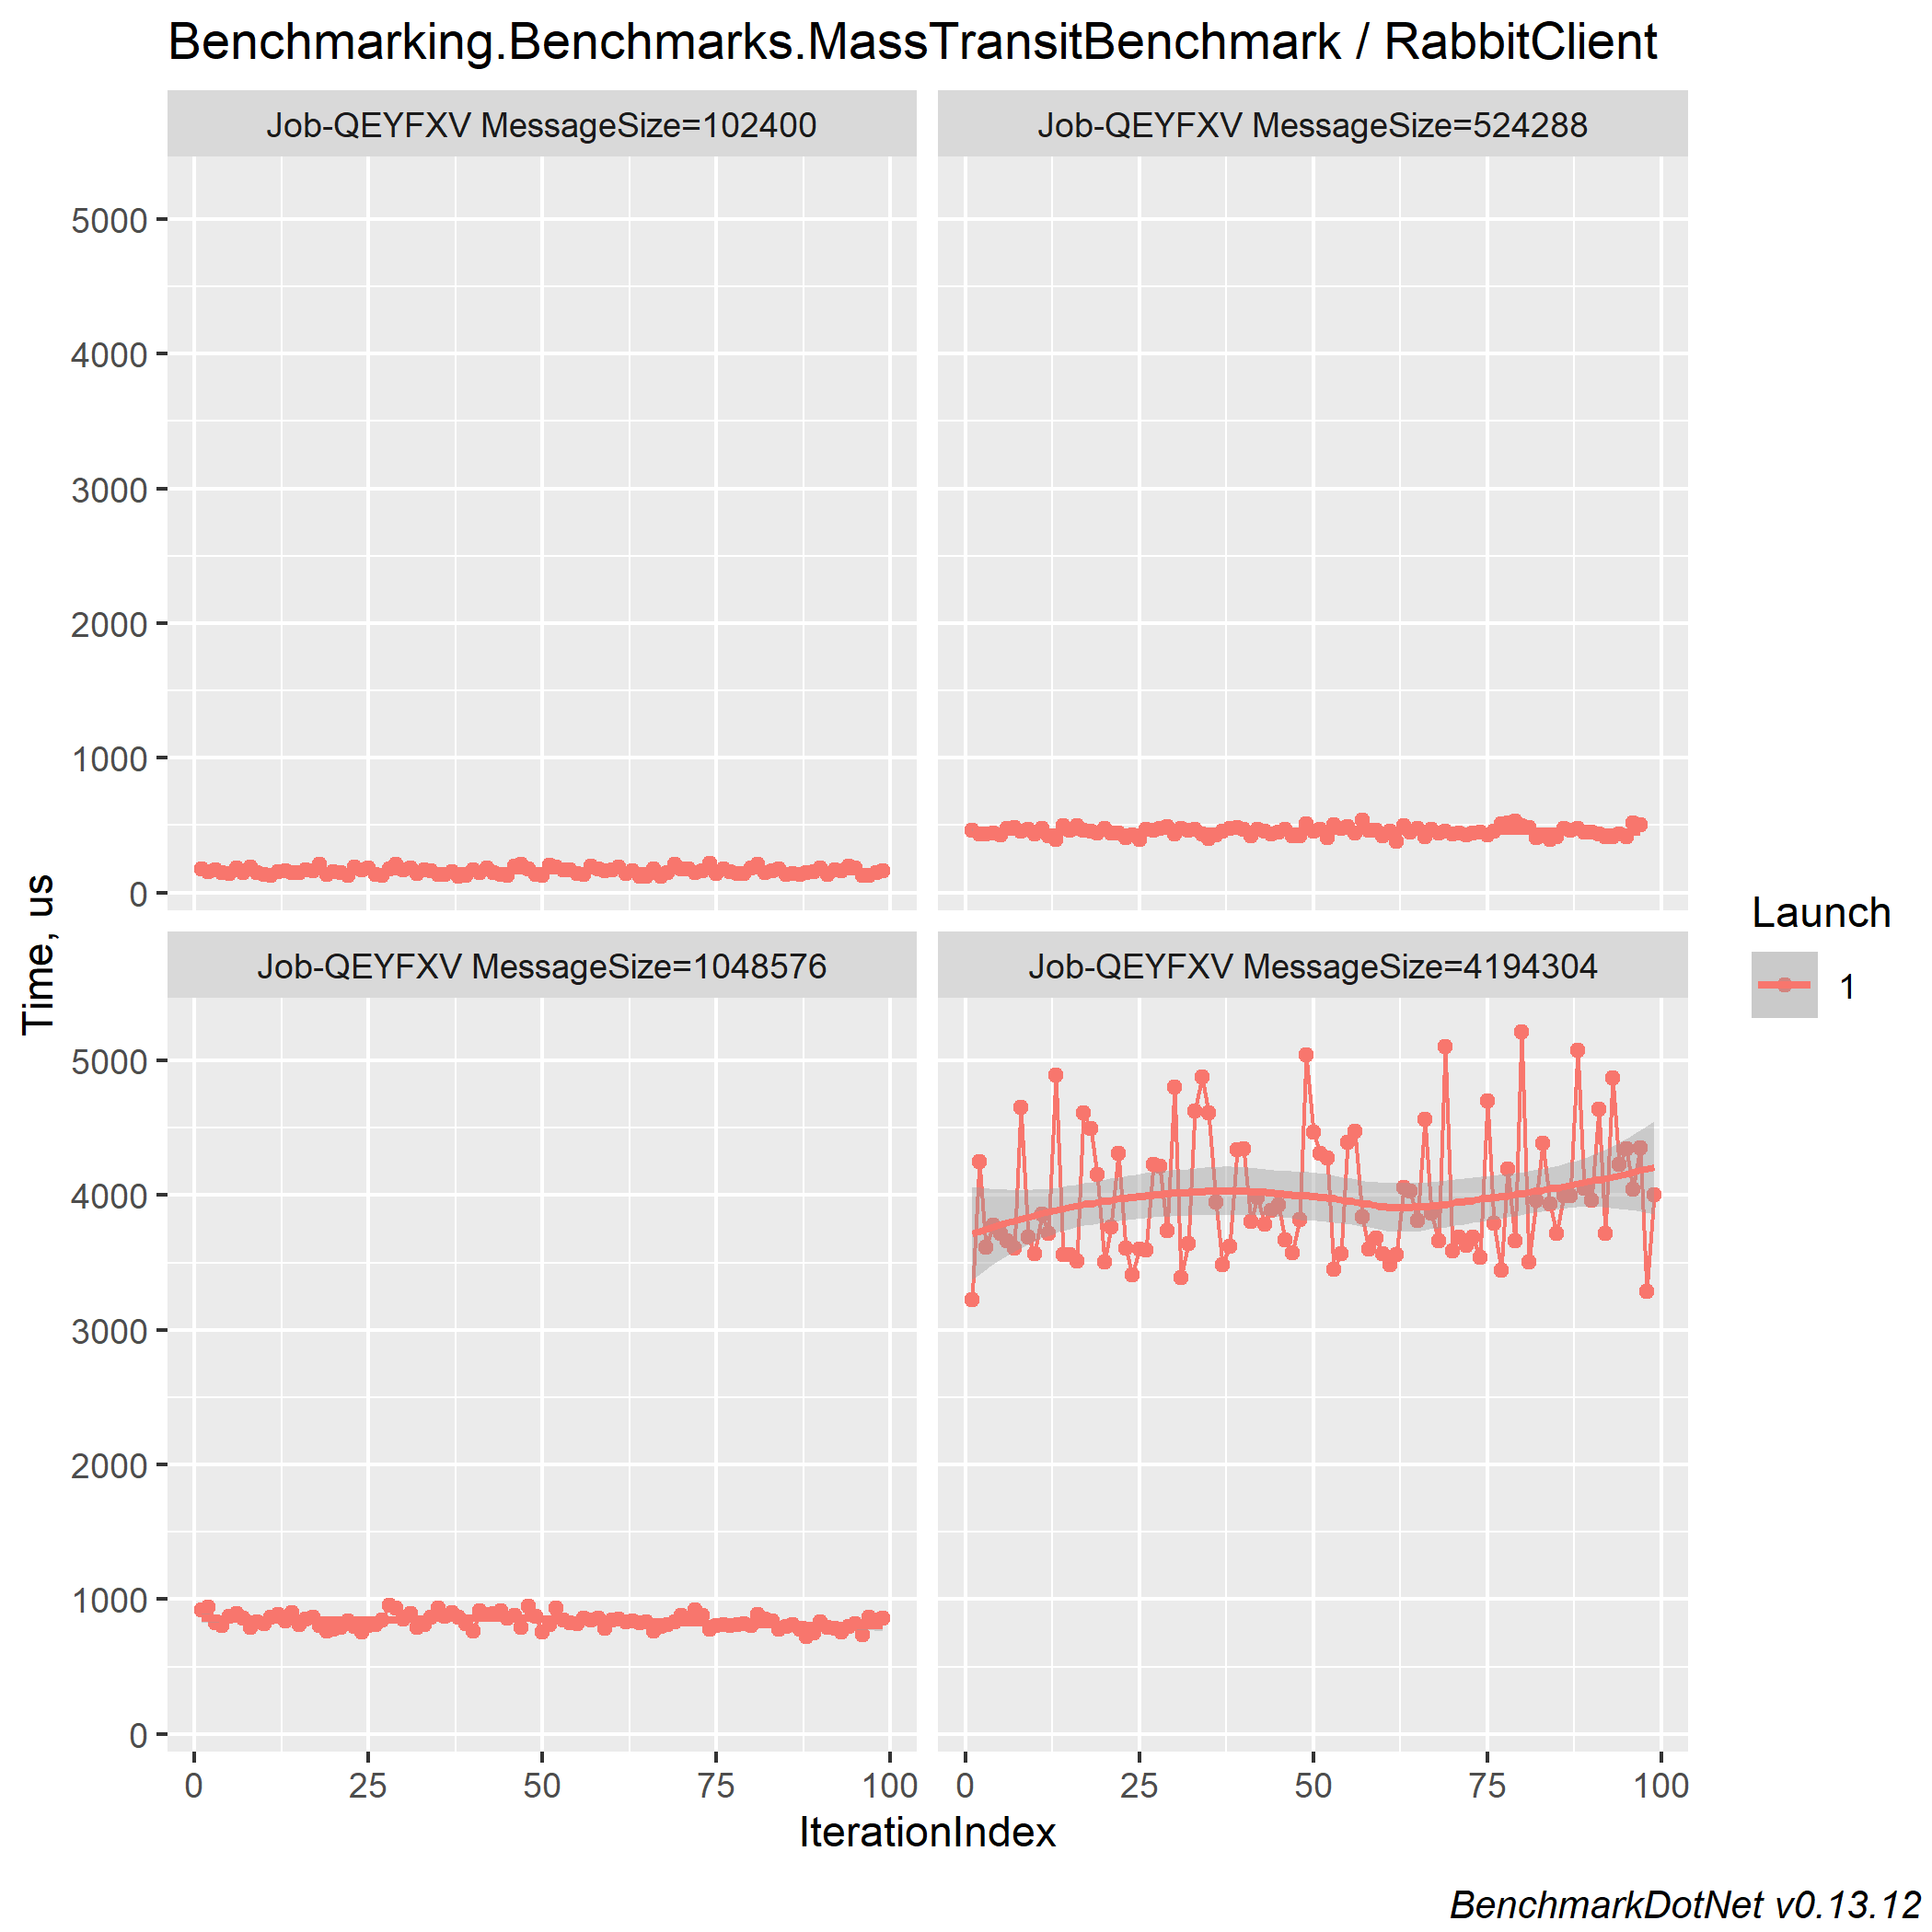 Benchmarking.Benchmarks.MassTransitBenchmark / RabbitClient
Job-QEYFXV MessageSize=102400
Job-QEYFXV MessageSize=524288
5000
4000
3000
2000
1000
0
Job-QEYFXV MessageSize=1048576
Job-QEYFXV MessageSize=4194304
5000
4000
3000
2000
1000
0
0 25 50 75 100
0 25 50 75 100
IterationIndex
Time, us
Launch
1
BenchmarkDotNet v0.13.12